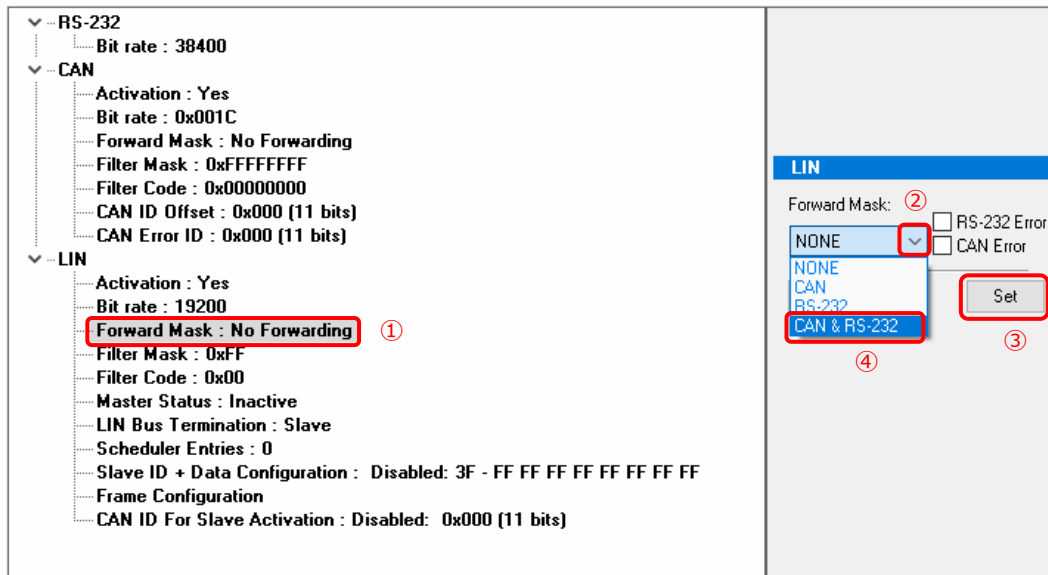 RS-232
Bit rate : 38400
CAN
Activation : Yes
Bit rate : 0x001C
Forward Mask : No Forwarding
Filter Mask : 0xFFFFFFFF
Filter Code : 0x00000000
CAN ID Offset : 0x000 (11 bits)
CAN Error ID : 0x000 (11 bits)
LIN
Activation : Yes
Bit rate : 19200
Forward Mask : No Forwarding ①
Filter Mask : 0xFF
Filter Code : 0x00
Master Status : Inactive
LIN Bus Termination : Slave
Scheduler Entries : 0
Slave ID + Data Configuration : Disabled: 3F - FF FF FF FF FF FF FF FF
Frame Configuration
CAN ID For Slave Activation : Disabled: 0x000 (11 bits)
LIN
Forward Mask: ②
RS-232 Error
NONE
CAN Error
NONE
CAN
RS-232
CAN & RS-232
Set
③
④